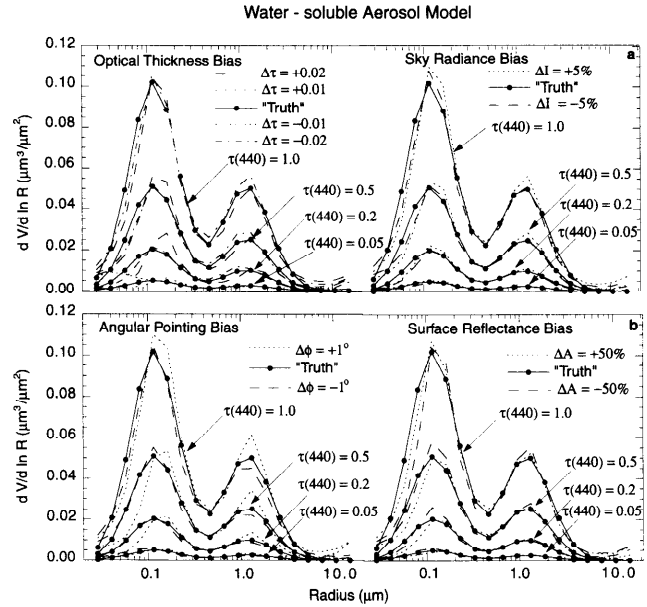 Water - soluble Aerosol Model
Optical Thickness Bias
Δτ = +0.02
Δτ = +0.01
"Truth"
Δτ = −0.01
Δτ = −0.02
τ(440) = 1.0
τ(440) = 0.5
τ(440) = 0.2
τ(440) = 0.05
Sky Radiance Bias
a
ΔI = +5%
"Truth"
ΔI = −5%
τ(440) = 1.0
τ(440) = 0.5
τ(440) = 0.2
τ(440) = 0.05
d V/d ln R (μm³/μm²)
0.12
0.10
0.08
0.06
0.04
0.02
0.00
Angular Pointing Bias
Δϕ = +1°
"Truth"
Δϕ = −1°
τ(440) = 1.0
τ(440) = 0.5
τ(440) = 0.2
τ(440) = 0.05
Surface Reflectance Bias
b
ΔA = +50%
"Truth"
ΔA = −50%
τ(440) = 1.0
τ(440) = 0.5
τ(440) = 0.2
τ(440) = 0.05
d V/d ln R (μm³/μm²)
0.10
0.08
0.06
0.04
0.02
0.00
0.1
1.0
10.0
0.1
1.0
10.0
Radius (μm)